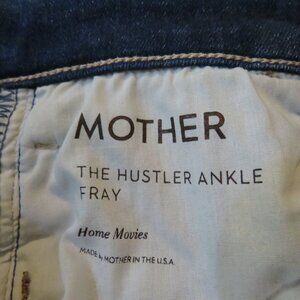 MOTHER
THE HUSTLER ANKLE
FRAY
Home Movies
MADE by MOTHER IN THE U.S.A.